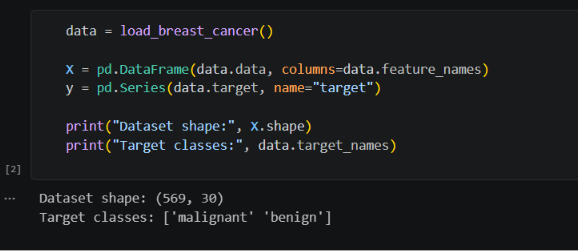 data = load_breast_cancer()
X = pd.DataFrame(data.data, columns=data.feature_names)
y = pd.Series(data.target, name="target")
print("Dataset shape:", X.shape)
print("Target classes:", data.target_names)
[2]
... Dataset shape: (569, 30)
Target classes: ['malignant' 'benign']